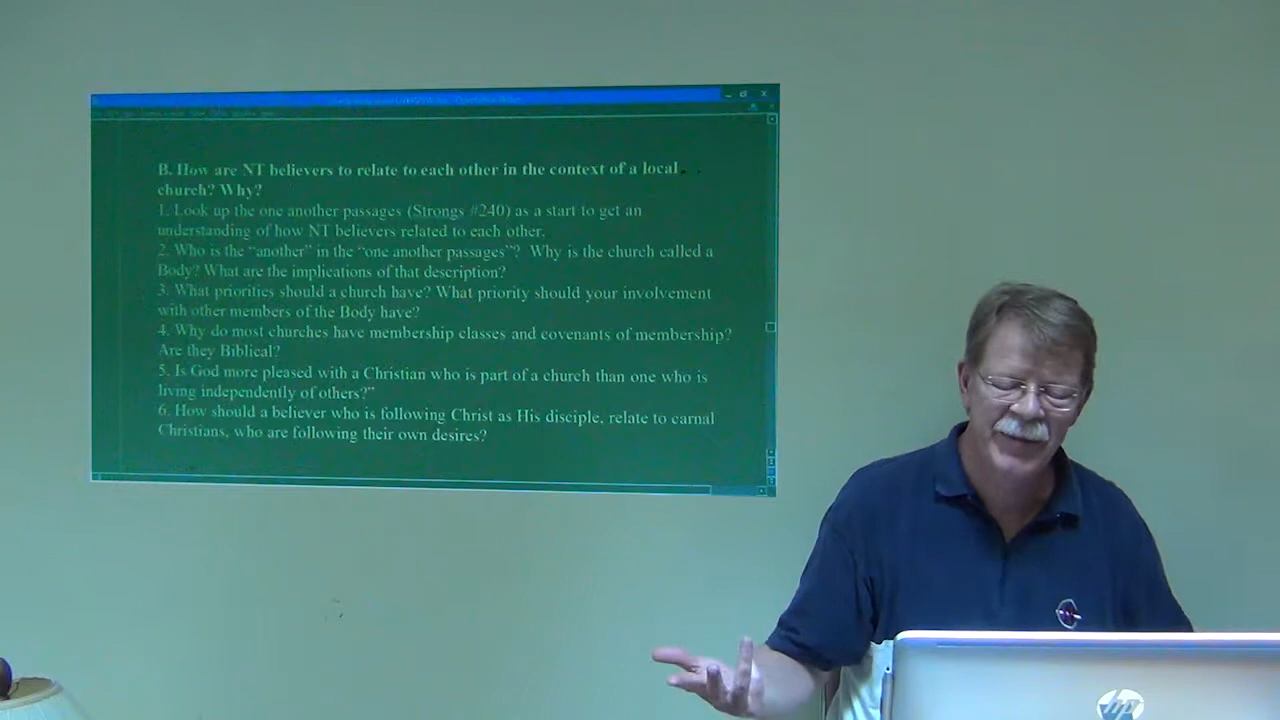 B. How are NT believers to relate to each other in the context of a local
church? Why?
1. Look up the one another passages (Strongs #240) as a start to get an
understanding of how NT believers related to each other.
2. Who is the “another” in the “one another passages”? Why is the church called a
Body? What are the implications of that description?
3. What priorities should a church have? What priority should your involvement
with other members of the Body have?
4. Why do most churches have membership classes and covenants of membership?
Are they Biblical?
5. Is God more pleased with a Christian who is part of a church than one who is
living independently of others?”
6. How should a believer who is following Christ as His disciple, relate to carnal
Christians, who are following their own desires?
hp